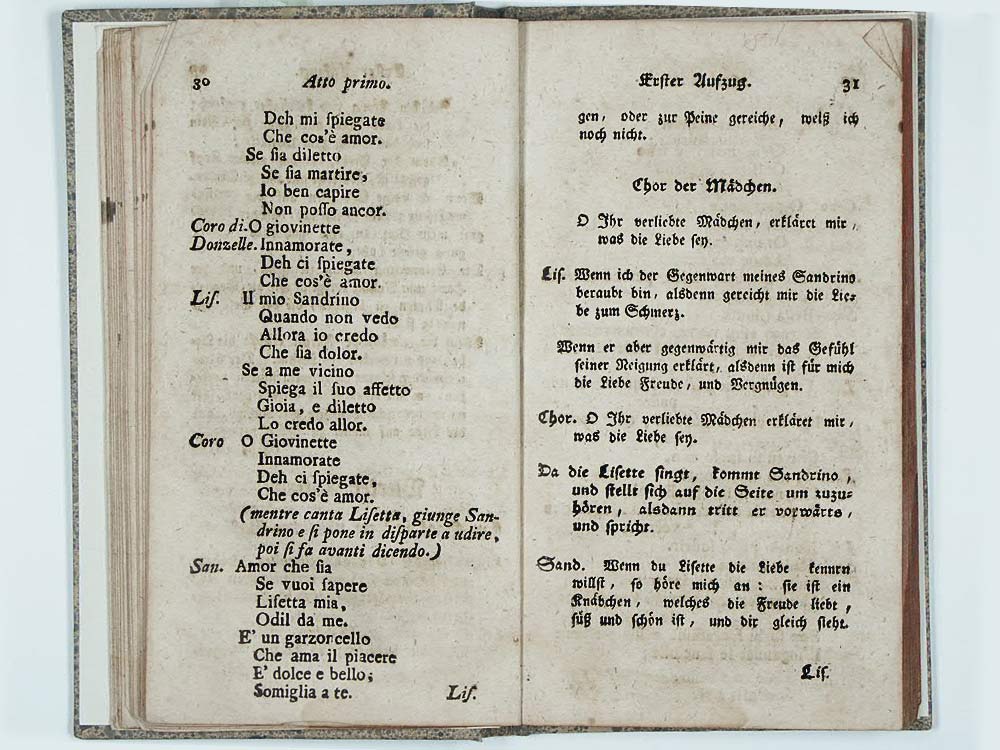 30 Atto primo.
Deh mi ſpiegate
Che cos'è amor.
Se ſia diletto
Se ſia martire,
Io ben capire
Non poſſo ancor.
Coro di. O giovinette
Donzelle. Innamorate,
Deh ci ſpiegate
Che cos'è amor.
Liſ. Il mio Sandrino
Quando non vedo
Allora io credo
Che ſia dolor.
Se a me vicino
Spiega il ſuo affetto
Gioia, e diletto
Lo credo allor.
Coro O Giovinette
Innamorate
Deh ci ſpiegate,
Che cos'è amor.
(mentre canta Liſetta, giunge San-
drino e ſi pone in diſparte a udire,
poi ſi fa avanti dicendo.)
San. Amor che ſia
Se vuoi ſapere
Liſetta mia,
Odil da me.
E' un garzoncello
Che ama il piacere
E' dolce e bello;
Somiglia a te.
Liſ.
Erſter Aufzug. 31
gen, oder zur Peine gereiche, weiß ich
noch nicht.
Chor der Mädchen.
O Ihr verliebte Mädchen, erkläret mir,
was die Liebe ſey.
Liſ. Wenn ich der Gegenwart meines Sandrino
beraubt bin, alsdenn gereicht mir die Lie-
be zum Schmerz.
Wenn er aber gegenwärtig mir das Gefühl
ſeiner Neigung erklärt, alsdenn iſt für mich
die Liebe Freude, und Vergnügen.
Chor. O Ihr verliebte Mädchen erkläret mir,
was die Liebe ſey.
Da die Liſette ſingt, kommt Sandrino,
und ſtellt ſich auf die Seite um zuzu-
hören, alsdann tritt er vorwärts,
und ſpricht.
Sand. Wenn du Liſette die Liebe kennen
willſt, ſo höre mich an: ſie iſt ein
Knäbchen, welches die Freude liebt,
ſüß und ſchön iſt, und dir gleich ſieht.
Liſ.